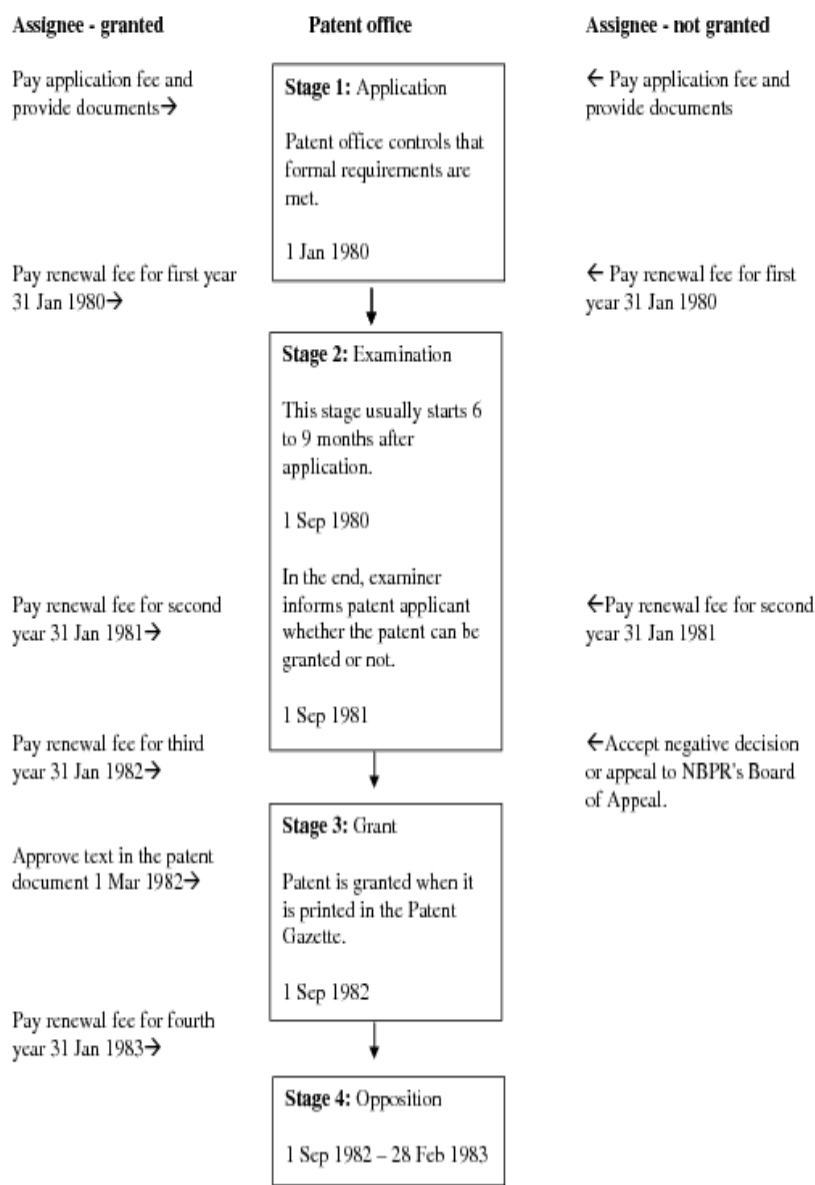 Assignee - granted
Patent office
Assignee - not granted
Pay application fee and
provide documents→
Stage 1: Application
Patent office controls that
formal requirements are
met.
1 Jan 1980
← Pay application fee and
provide documents
Pay renewal fee for first year
31 Jan 1980→
← Pay renewal fee for first
year 31 Jan 1980
Stage 2: Examination
This stage usually starts 6
to 9 months after
application.
1 Sep 1980
In the end, examiner
informs patent applicant
whether the patent can be
granted or not.
1 Sep 1981
Pay renewal fee for second
year 31 Jan 1981→
←Pay renewal fee for second
year 31 Jan 1981
Pay renewal fee for third
year 31 Jan 1982→
←Accept negative decision
or appeal to NBPR's Board
of Appeal.
Stage 3: Grant
Patent is granted when it
is printed in the Patent
Gazette.
1 Sep 1982
Approve text in the patent
document 1 Mar 1982→
Pay renewal fee for fourth
year 31 Jan 1983→
Stage 4: Opposition
1 Sep 1982 – 28 Feb 1983